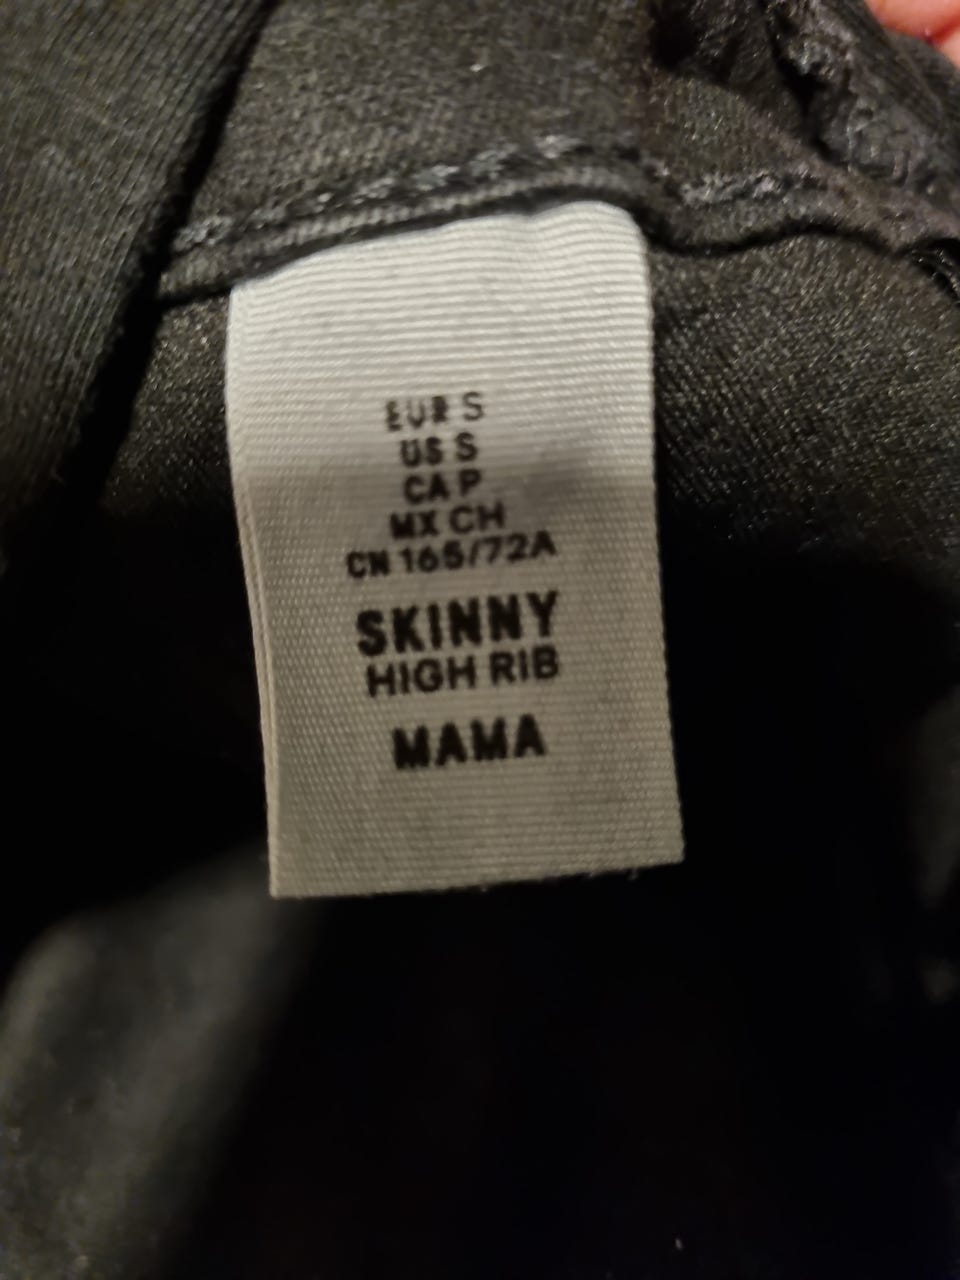 EUR S
US S
CA P
MX CH
CN 165/72A
SKINNY
HIGH RIB
MAMA